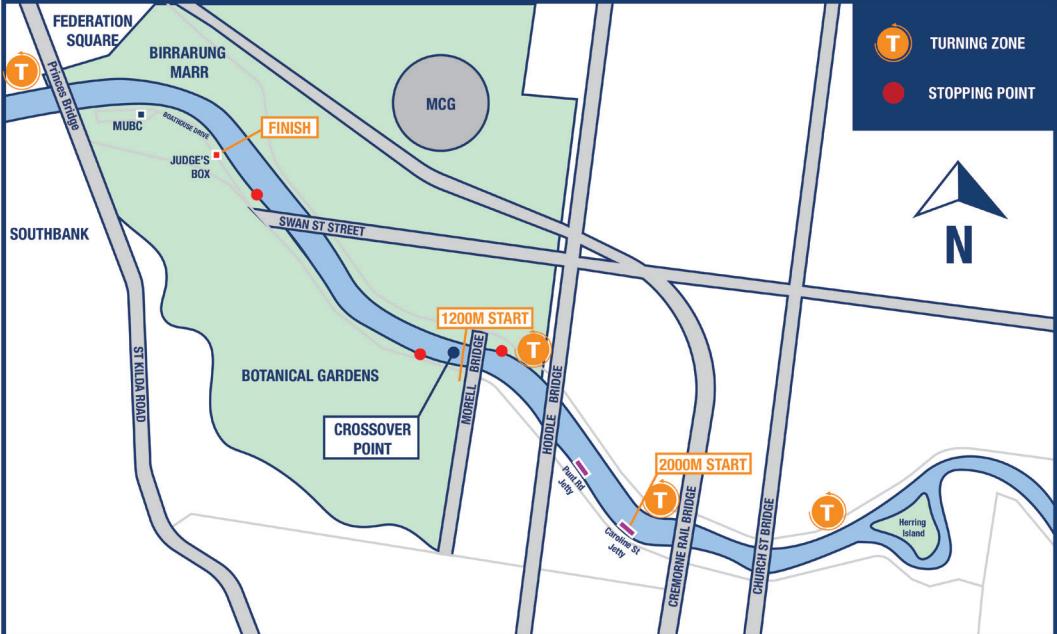 FEDERATION
SQUARE
T
Princes Bridge
BIRRARUNG
MARR
MCG
T TURNING ZONE
STOPPING POINT
MUBC
BOATHOUSE DRIVE
FINISH
JUDGE'S
BOX
N
SOUTHBANK
SWAN ST STREET
1200M START
T
ST KILDA ROAD
BOTANICAL GARDENS
MORELL BRIDGE
HODDLE BRIDGE
CROSSOVER
POINT
Punt Rd
Jetty
2000M START
T
Caroline St
Jetty
CREMORNE RAIL BRIDGE
CHURCH ST BRIDGE
T
Herring
Island